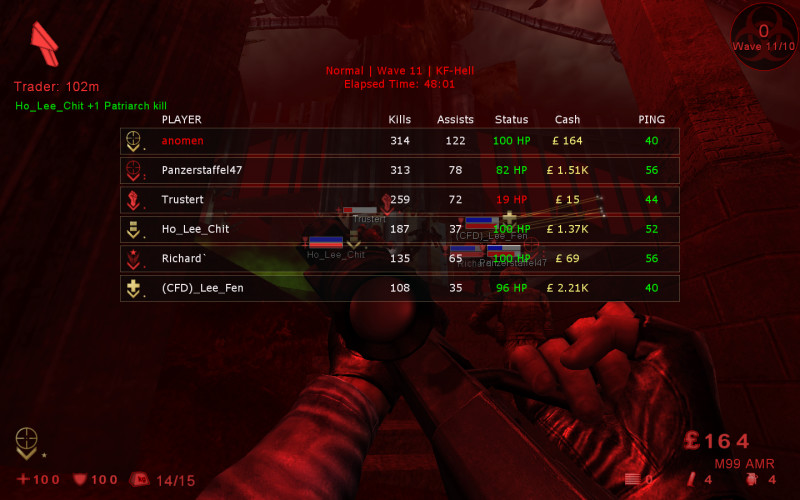 0
Wave 11/10
Normal | Wave 11 | KF-Hell
Elapsed Time: 48:01
Trader: 102m
Ho_Lee_Chit +1 Patriarch kill
PLAYER Kills Assists Status Cash PING
anomen 314 122 100 HP £ 164 40
Panzerstaffel47 313 78 82 HP £ 1.51K 56
Trustert 259 72 19 HP £ 15 44
Trustert
Ho_Lee_Chit 187 37 100 HP £ 1.37K 52
(CFD)_Lee_Fen
Ho_Lee_Chit
Richard` 135 65 100 HP £ 69 56
Richard` Panzerstaffel47
(CFD)_Lee_Fen 108 35 96 HP £ 2.21K 40
£164
M99 AMR
100 100 14/15 0 4 4